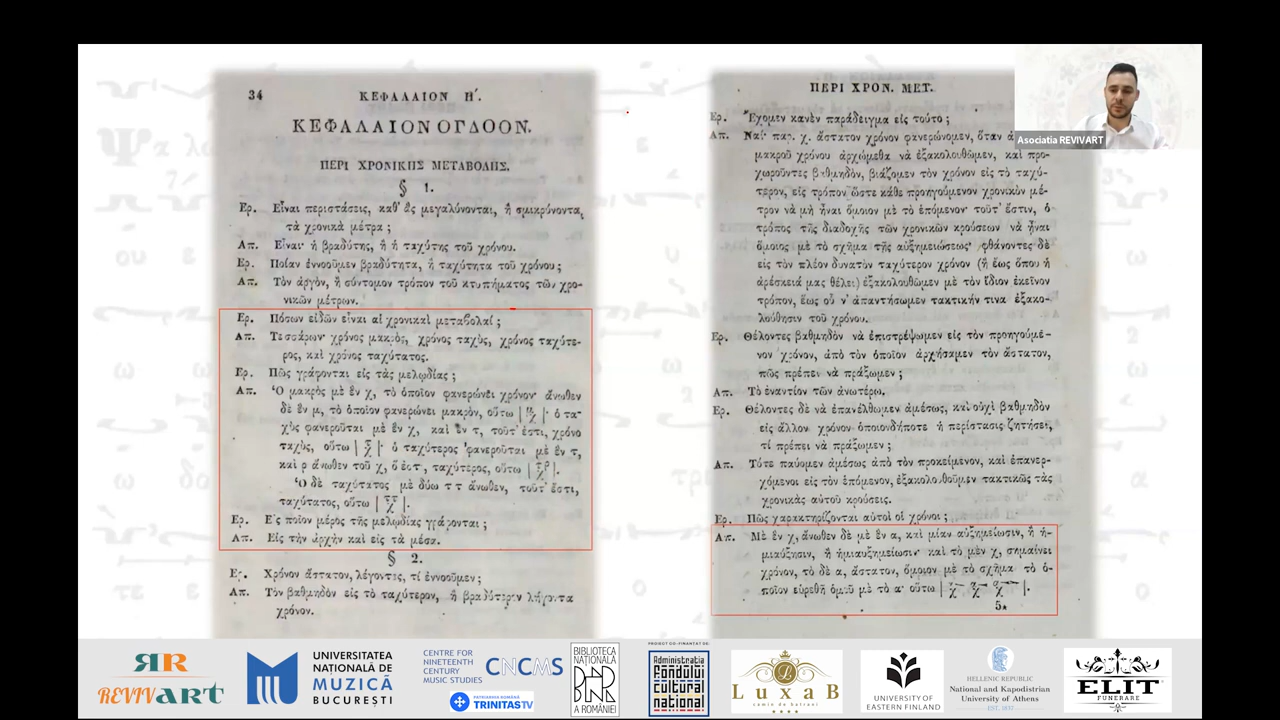 34 ΚΕΦΑΛΑΙΟΝ Η΄.
ΚΕΦΑΛΑΙΟΝ ΟΓΔΟΟΝ.
ΠΕΡΙ ΧΡΟΝΙΚΗΣ ΜΕΤΑΒΟΛΗΣ.
§ 1.
Ερ. Εἶναι περιστάσεις, καθ' ἃς μεγαλύνονται, ἢ σμικρύνονται,
τὰ χρονικὰ μέτρα ;
Απ. Εἶναι· ἡ βραδύτης, ἢ ἡ ταχύτης τοῦ χρόνου.
Ερ. Ποίαν ἐννοοῦμεν βραδύτητα, ἢ ταχύτητα τοῦ χρόνου ;
Απ. Τὸν ἀργὸν, ἢ σύντομον τρόπον τοῦ κτυπήματος τῶν χρο-
νικῶν μέτρων.
Ερ. Πόσων εἰδῶν εἶναι αἱ χρονικαὶ μεταβολαί ;
Απ. Τεσσάρων· χρόνος μακρὸς, χρόνος ταχὺς, χρόνος ταχύτε-
ρος, καὶ χρόνος ταχύτατος.
Ερ. Πῶς γράφονται εἰς τὰς μελῳδίας ;
Απ. Ὁ μακρὸς μὲ ἓν χ, τὸ ὁποῖον φανερώνει χρόνον· ἄνωθεν
δὲ ἓν μ, τὸ ὁποῖον φανερώνει μακρὸν, οὕτω | |· ὁ τα-
χὺς φανεροῦται μὲ ἓν χ, καὶ ἓν τ, τοῦτ' ἔστι, χρόνο
ταχὺς, οὕτω | |· ὁ ταχύτερος φανεροῦται μὲ ἓν τ,
καὶ ρ ἄνωθεν τοῦ χ, ὅ ἐστ, ταχύτερος, οὕτω | |.
Ὁ δὲ ταχύτατος μὲ δύω τ τ ἄνωθεν, τοῦτ' ἔστι,
ταχύτατος, οὕτω | |.
Ερ. Εἰς ποῖον μέρος τῆς μελῳδίας γράφονται ;
Απ. Εἰς τὴν ἀρχὴν καὶ εἰς τὰ μέσα.
§ 2.
Ερ. Χρόνον ἄστατον, λέγοντες, τί ἐννοοῦμεν ;
Απ. Τὸν βαθμηδὸν εἰς τὸ ταχύτερον, ἢ βραδύτερον λήγοντα
χρόνον.
ΠΕΡΙ ΧΡΟΝ. ΜΕΤ.
Ερ. Ἔχομεν κανὲν παράδειγμα εἰς τοῦτο ;
Απ. Ναί· παρ. χ. ἄστατον χρόνον φανερώνομεν, ὅταν
μακροῦ χρόνου ἀρχώμεθα νὰ ἐξακολουθῶμεν, καὶ προ-
χωροῦντες βαθμηδὸν, βιάζομεν τὸν χρόνον εἰς τὸ ταχύ-
τερον, εἰς τρόπον ὥστε κάθε προηγούμενον χρονικὸν μέ-
τρον νὰ μὴ ἦναι ὅμοιον μὲ τὸ ἑπόμενον· τοῦτ' ἔστιν, ὁ
τρόπος τῆς διαδοχῆς τῶν χρονικῶν κρούσεων νὰ ἦναι
ὅμοιος μὲ τὸ σχῆμα τῆς αὐξημειώσεως· φθάνοντες δὲ
εἰς τὸν πλέον δυνατὸν ταχύτερον χρόνον (ἢ ἕως ὅπου ἡ
ἀρέσκειά μας θέλει) ἐξακολουθῶμεν μὲ τὸν ἴδιον ἐκεῖνον
τρόπον, ἕως οὗ ν' ἀπαντήσωμεν τακτικήν τινα ἐξακο-
λούθησιν τοῦ χρόνου.
Ερ. Θέλοντες βαθμηδὸν νὰ ἐπιστρέψωμεν εἰς τὸν προηγούμε-
νον χρόνον, ἀπὸ τὸν ὁποῖον ἀρχήσαμεν τὸν ἄστατον,
πῶς πρέπει νὰ πράξωμεν ;
Απ. Τὸ ἐναντίον τῶν ἀνωτέρω.
Ερ. Θέλοντες δὲ νὰ ἐπανέλθωμεν ἀμέσως, καὶ οὐχὶ βαθμηδὸν
εἰς ἄλλον χρόνον ὁποιονδήποτε ἡ περίστασις ζητήσει,
τί πρέπει νὰ πράξωμεν ;
Απ. Τότε παύομεν ἀμέσως ἀπὸ τὸν προκείμενον, καὶ ἐπανερ-
χόμενοι εἰς τὸν ἑπόμενον, ἐξακολουθοῦμεν τακτικῶς τὰς
χρονικὰς αὐτοῦ κρούσεις.
Ερ. Πῶς χαρακτηρίζονται αὐτοὶ οἱ χρόνοι ;
Απ. Μὲ ἓν χ, ἄνωθεν δὲ μὲ ἓν α, καὶ μίαν αὐξημείωσιν, ἢ ἡ-
μιαύξησιν, ἢ ἡμιαυξημείωσιν· καὶ τὸ μὲν χ, σημαίνει
χρόνον, τὸ δὲ α, ἄστατον, ὅμοιον μὲ τὸ σχῆμα τὸ ὁ-
ποῖον εὑρεθῇ ὁμοῦ μὲ τὸ α· οὕτω | |.
5*
Asociatia REVIVART
REVIVART
UNIVERSITATEA
NAȚIONALĂ DE
MUZICĂ
BUCUREȘTI
CENTRE FOR
NINETEENTH
CENTURY
MUSIC STUDIES
CNCMS
PATRIARHIA ROMÂNĂ
TRINITAS TV
BIBLIOTECA
NAȚIONALĂ
A ROMÂNIEI
PROIECT CO-FINANȚAT DE:
Administrația
fondului
cultural
național
LUXAB
camin de batrani
UNIVERSITY OF
EASTERN FINLAND
HELLENIC REPUBLIC
National and Kapodistrian
University of Athens
EST. 1837
ELIT
FUNERARE